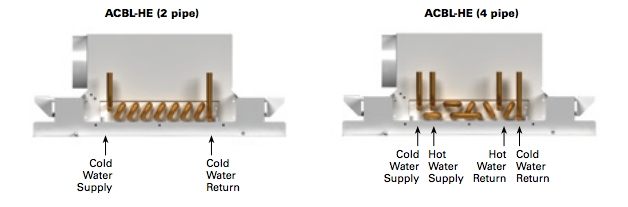 ACBL-HE (2 pipe)
ACBL-HE (4 pipe)
Cold
Water
Supply
Cold
Water
Return
Cold
Water
Supply
Hot
Water
Supply
Hot
Water
Return
Cold
Water
Return